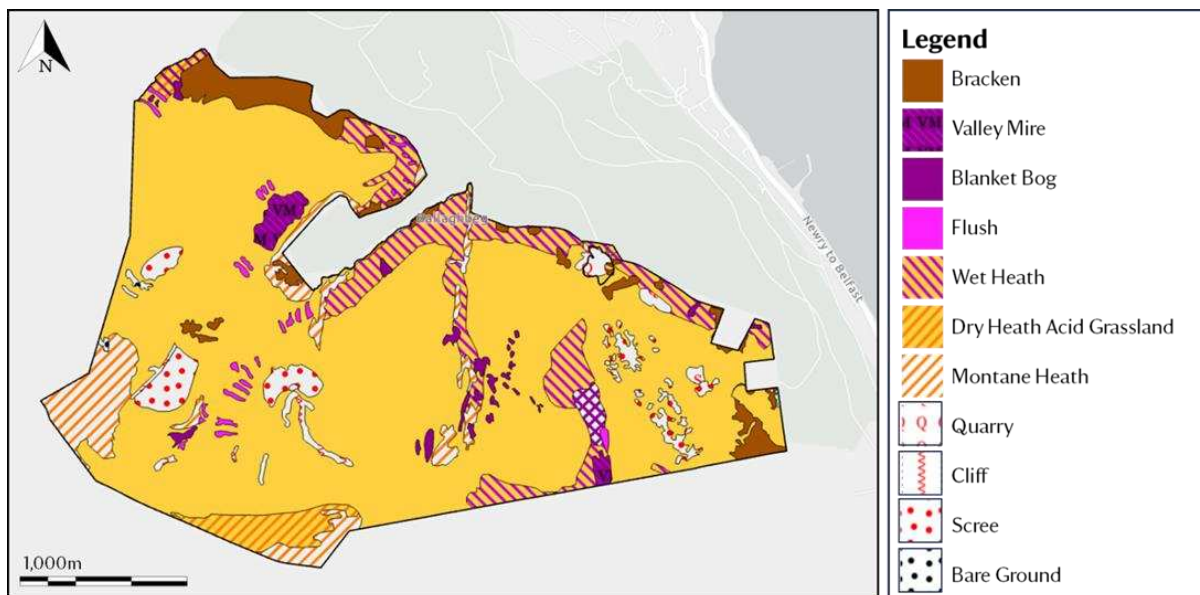 N
VM
M
Newry to Belfast
1,000m
Legend
Bracken
Valley Mire
Blanket Bog
Flush
Wet Heath
Dry Heath Acid Grassland
Montane Heath
Q
Quarry
Cliff
Scree
Bare Ground